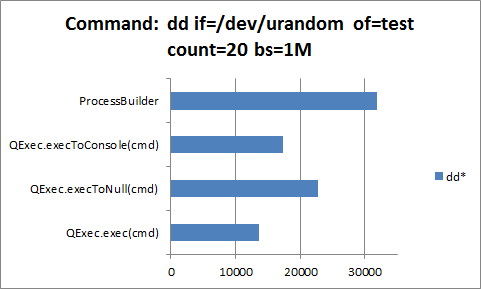 Command: dd if=/dev/urandom of=test
count=20 bs=1M
ProcessBuilder
QExec.execToConsole(cmd)
QExec.execToNull(cmd)
QExec.exec(cmd)
dd*
0 10000 20000 30000